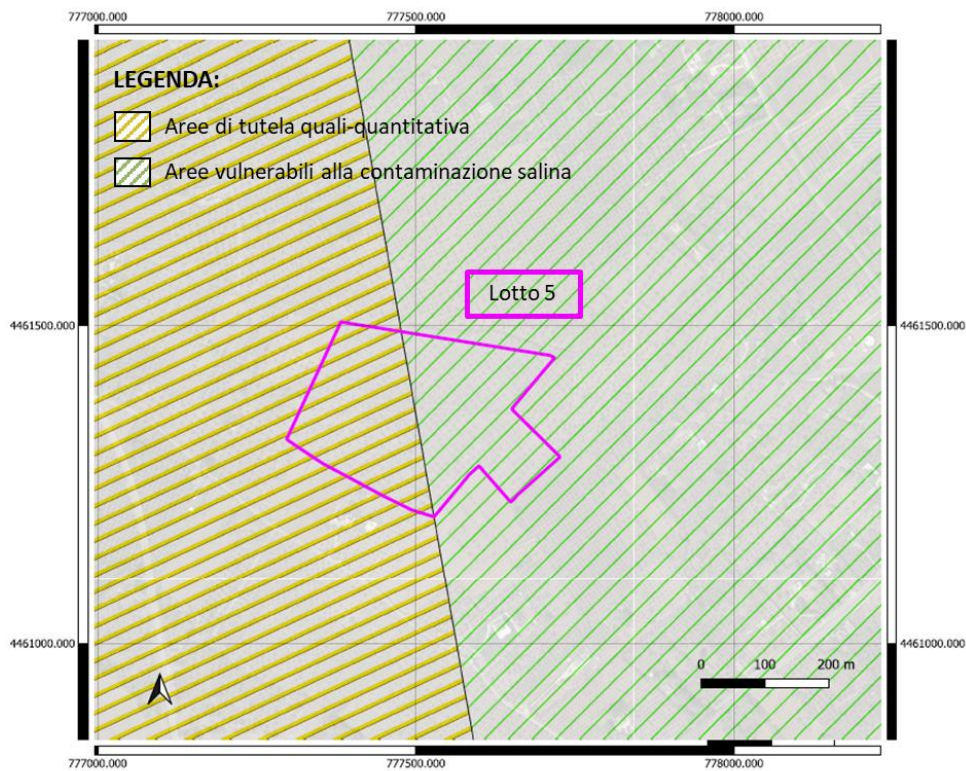 777000.000 777500.000 778000.000
LEGENDA:
Aree di tutela quali-quantitativa
Aree vulnerabili alla contaminazione salina
Lotto 5
4461500.000 4461500.000
4461000.000 4461000.000
0 100 200 m
777000.000 777500.000 778000.000